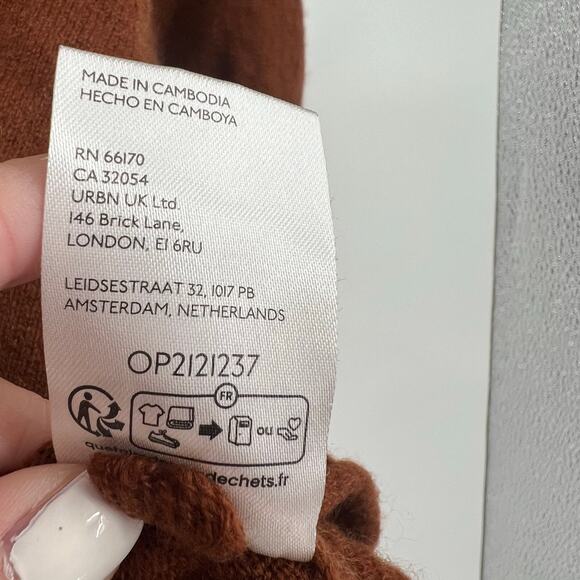 MADE IN CAMBODIA
HECHO EN CAMBOYA
RN 66170
CA 32054
URBN UK Ltd.
146 Brick Lane,
LONDON, E1 6RU
LEIDSESTRAAT 32, 1017 PB
AMSTERDAM, NETHERLANDS
OP2121237
FR
ou
dechets.fr